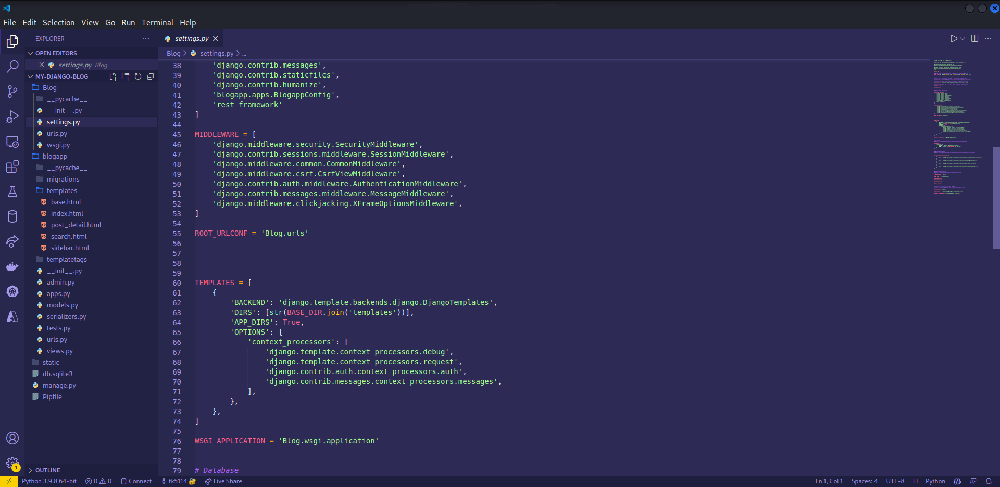 File Edit Selection View Go Run Terminal Help
EXPLORER
settings.py
OPEN EDITORS
settings.py Blog
MY-DJANGO-BLOG
Blog
__pycache__
__init__.py
settings.py
urls.py
wsgi.py
blogapp
__pycache__
migrations
templates
base.html
index.html
post_detail.html
search.html
sidebar.html
templatetags
__init__.py
admin.py
apps.py
models.py
serializers.py
tests.py
urls.py
views.py
static
db.sqlite3
manage.py
Pipfile
OUTLINE
Blog > settings.py > ...
38 'django.contrib.messages',
39 'django.contrib.staticfiles',
40 'django.contrib.humanize',
41 'blogapp.apps.BlogappConfig',
42 'rest_framework'
43 ]
44
45 MIDDLEWARE = [
46 'django.middleware.security.SecurityMiddleware',
47 'django.contrib.sessions.middleware.SessionMiddleware',
48 'django.middleware.common.CommonMiddleware',
49 'django.middleware.csrf.CsrfViewMiddleware',
50 'django.contrib.auth.middleware.AuthenticationMiddleware',
51 'django.contrib.messages.middleware.MessageMiddleware',
52 'django.middleware.clickjacking.XFrameOptionsMiddleware',
53 ]
54
55 ROOT_URLCONF = 'Blog.urls'
56
57
58
59
60 TEMPLATES = [
61 {
62 'BACKEND': 'django.template.backends.django.DjangoTemplates',
63 'DIRS': [str(BASE_DIR.join('templates'))],
64 'APP_DIRS': True,
65 'OPTIONS': {
66 'context_processors': [
67 'django.template.context_processors.debug',
68 'django.template.context_processors.request',
69 'django.contrib.auth.context_processors.auth',
70 'django.contrib.messages.context_processors.messages',
71 ],
72 },
73 },
74 ]
75
76 WSGI_APPLICATION = 'Blog.wsgi.application'
77
78
79 # Database
1
Python 3.9.8 64-bit 0 0 Connect tk5114 Live Share Ln 1, Col 1 Spaces: 4 UTF-8 LF Python